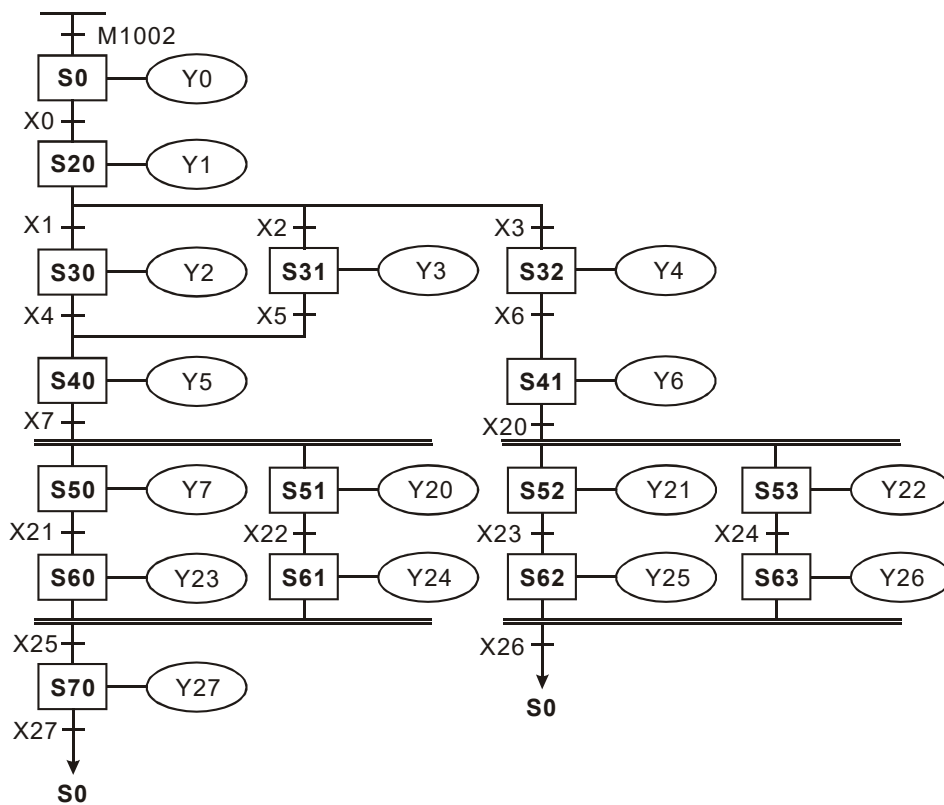 M1002
S0 Y0
X0
S20 Y1
X1 X2 X3
S30 Y2 S31 Y3 S32 Y4
X4 X5 X6
S40 Y5 S41 Y6
X7 X20
S50 Y7 S51 Y20 S52 Y21 S53 Y22
X21 X22 X23 X24
S60 Y23 S61 Y24 S62 Y25 S63 Y26
X25 X26
S70 Y27 S0
X27
S0